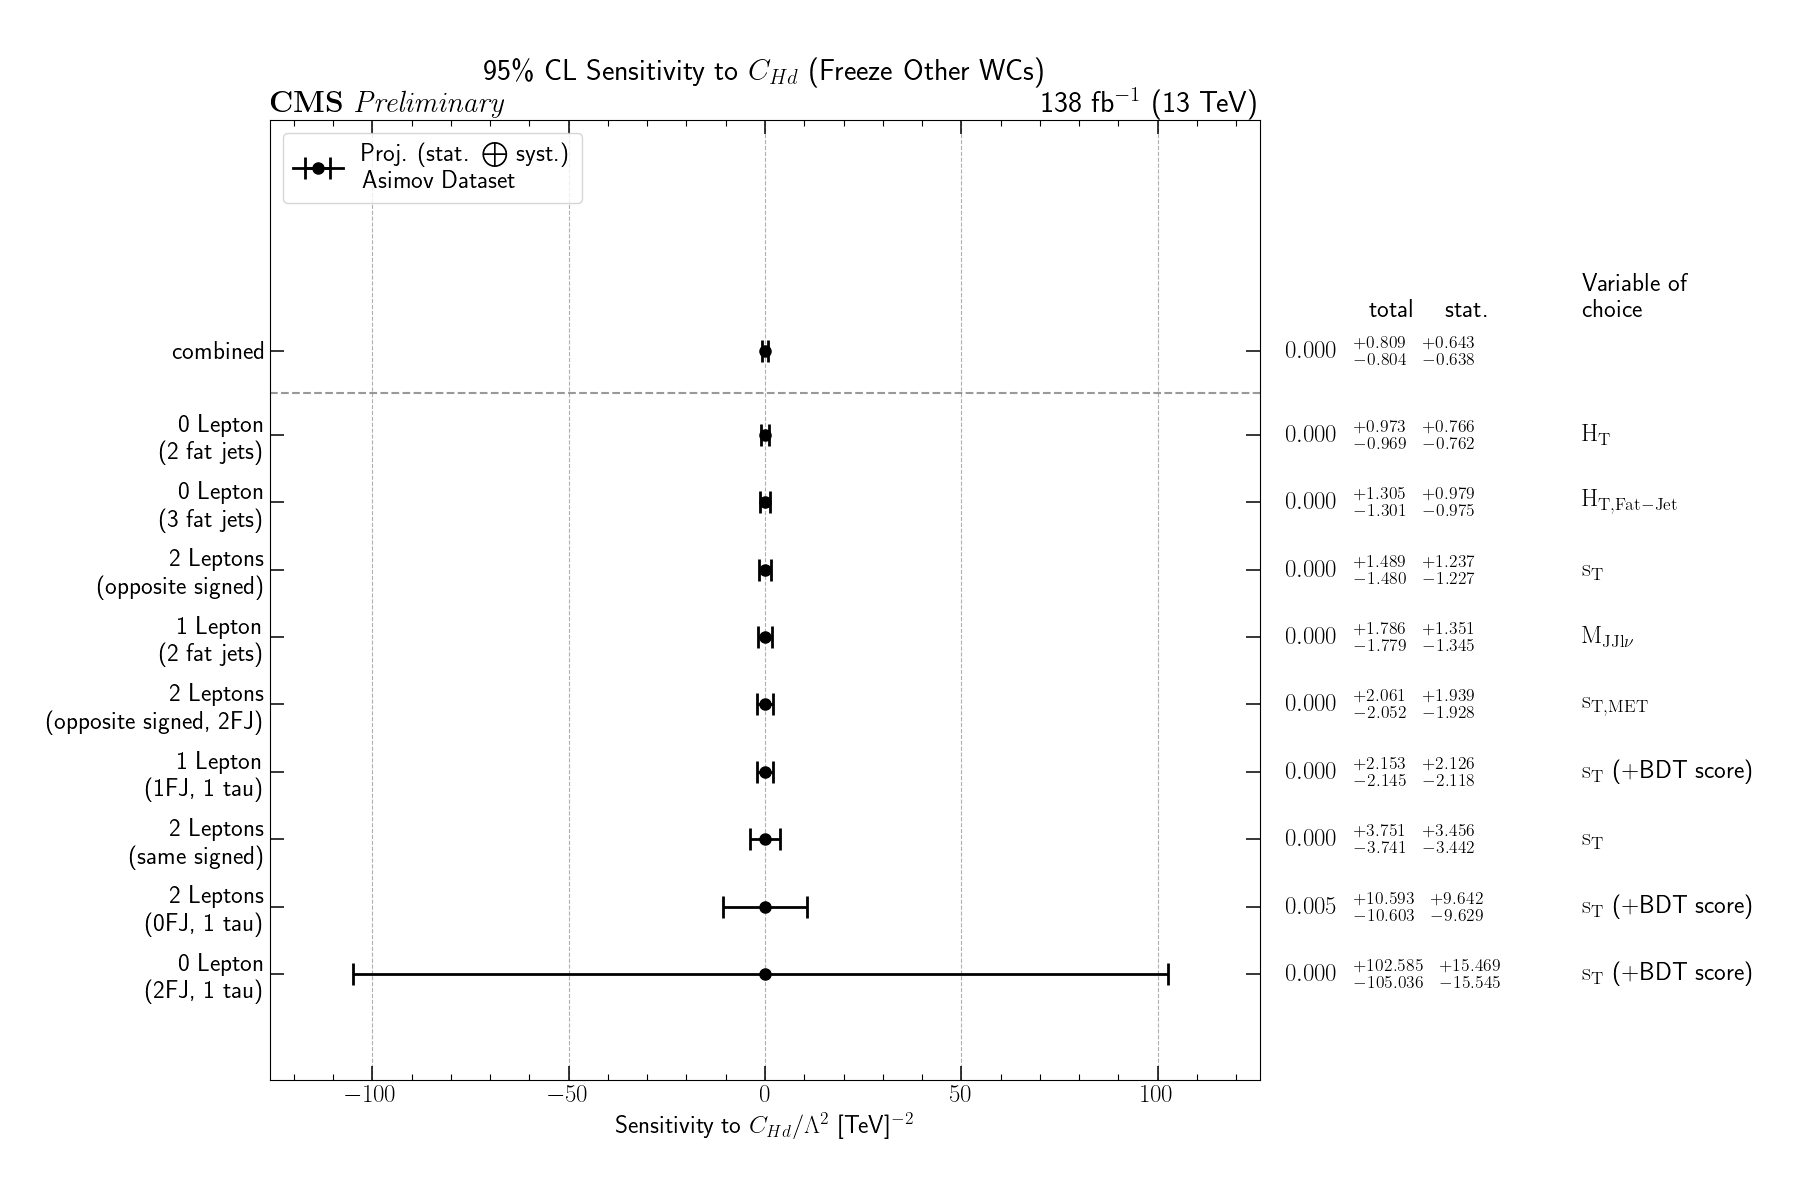 95% CL Sensitivity to C_{Hd} (Freeze Other WCs)
CMS Preliminary 138 fb^{-1} (13 TeV)
Proj. (stat. ⨁ syst.)
Asimov Dataset
Variable of
total stat. choice
combined 0.000 +0.809 +0.643
-0.804 -0.638
0 Lepton
(2 fat jets) 0.000 +0.973 +0.766
-0.969 -0.762 H_T
0 Lepton
(3 fat jets) 0.000 +1.305 +0.979
-1.301 -0.975 H_{T,Fat-Jet}
2 Leptons
(opposite signed) 0.000 +1.489 +1.237
-1.480 -1.227 s_T
1 Lepton
(2 fat jets) 0.000 +1.786 +1.351
-1.779 -1.345 M_{JJlν}
2 Leptons
(opposite signed, 2FJ) 0.000 +2.061 +1.939
-2.052 -1.928 s_{T,MET}
1 Lepton
(1FJ, 1 tau) 0.000 +2.153 +2.126
-2.145 -2.118 s_T (+BDT score)
2 Leptons
(same signed) 0.000 +3.751 +3.456
-3.741 -3.442 s_T
2 Leptons
(0FJ, 1 tau) 0.005 +10.593 +9.642
-10.603 -9.629 s_T (+BDT score)
0 Lepton
(2FJ, 1 tau) 0.000 +102.585 +15.469
-105.036 -15.545 s_T (+BDT score)
-100 -50 0 50 100
Sensitivity to C_{Hd}/Λ^2 [TeV]^{-2}